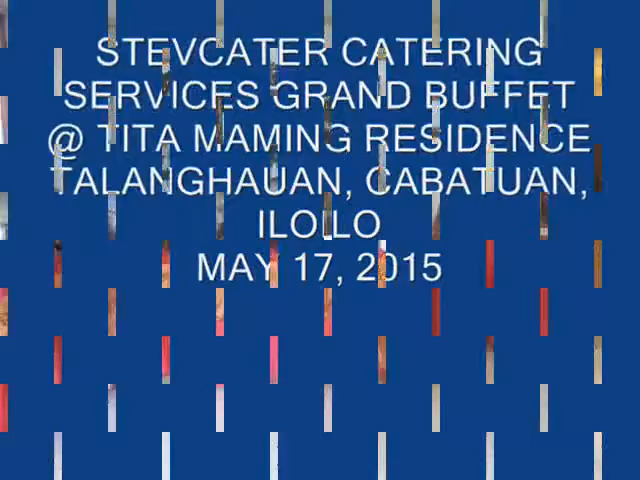 STEVCATER CATERING
SERVICES GRAND BUFFET
@ TITA MAMING RESIDENCE
TALANGHAUAN, CABATUAN,
ILOILO
MAY 17, 2015